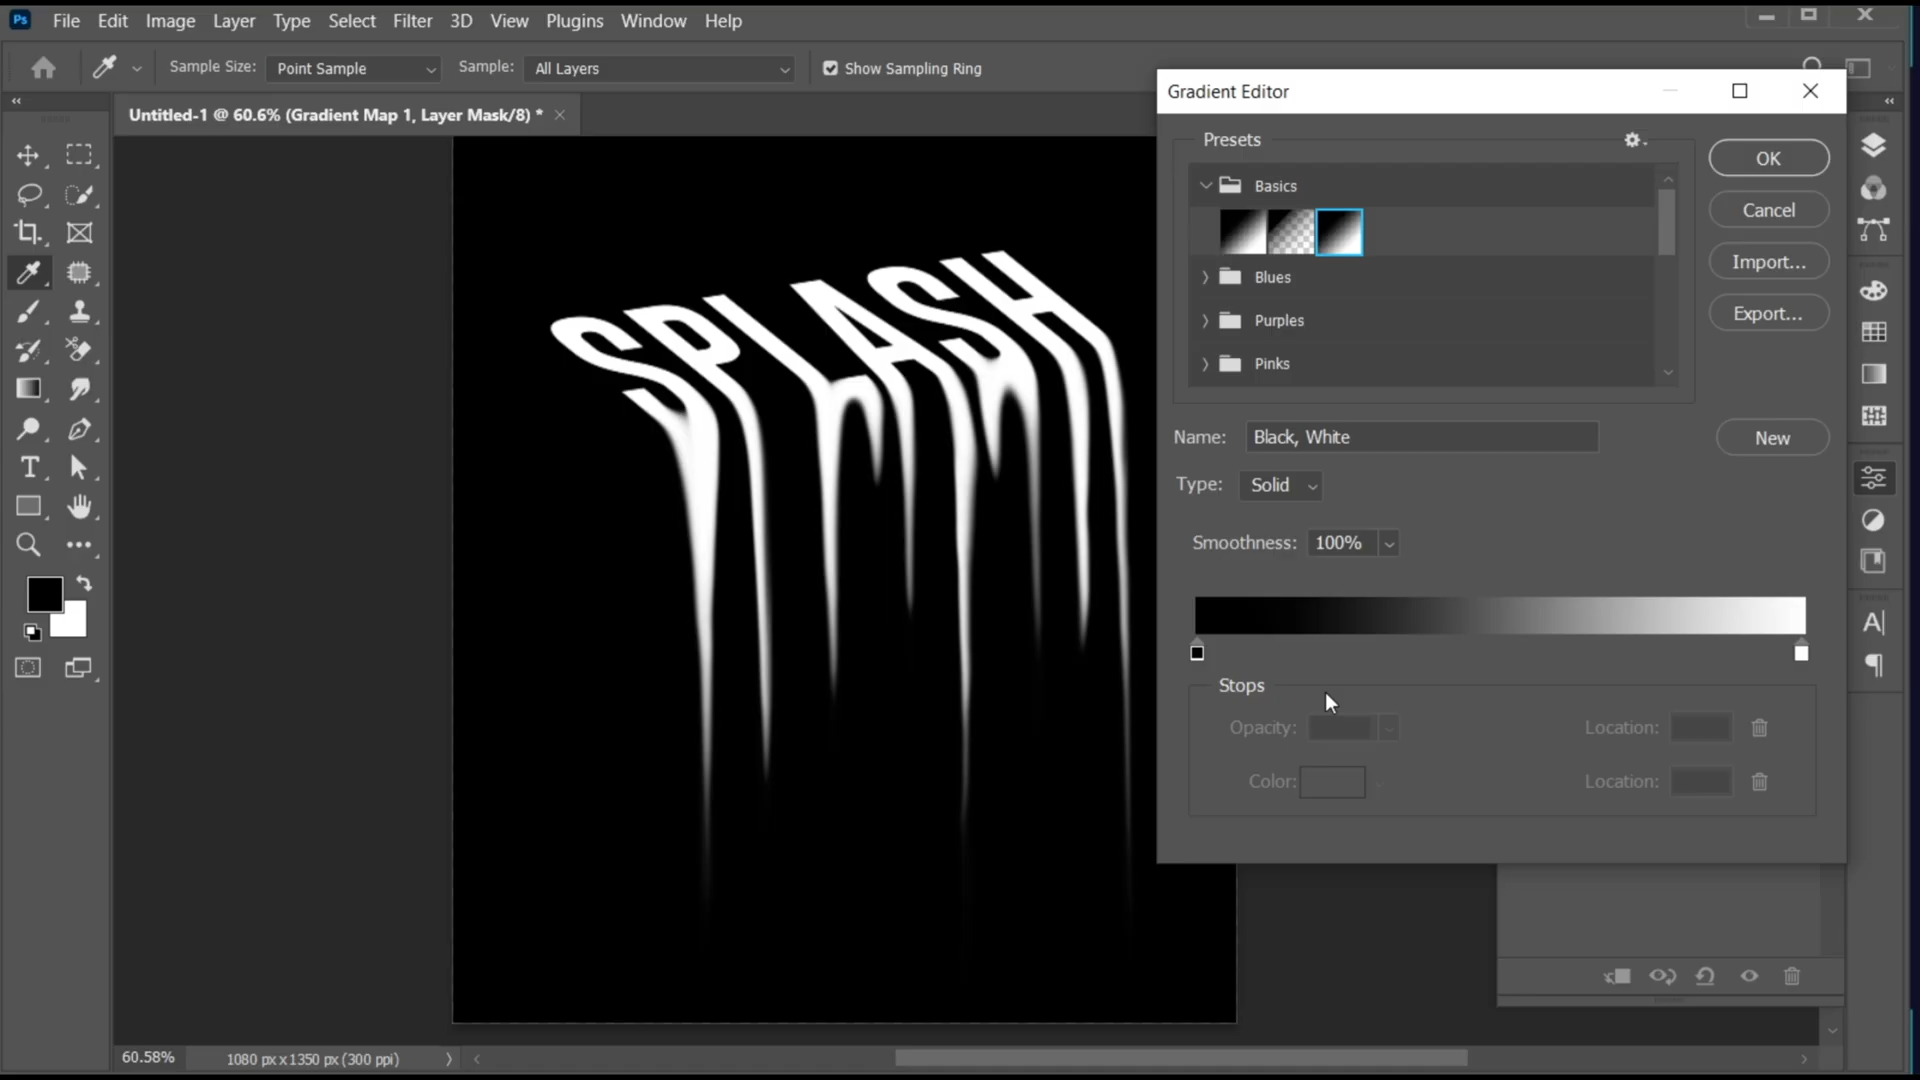 Ps File Edit Image Layer Type Select Filter 3D View Plugins Window Help
Sample Size: Point Sample Sample: All Layers Show Sampling Ring
Untitled-1 @ 60.6% (Gradient Map 1, Layer Mask/8) *
SPLASH
Gradient Editor
Presets
Basics
Blues
Purples
Pinks
OK
Cancel
Import...
Export...
Name: Black, White
New
Type: Solid
Smoothness: 100%
Stops
Opacity: Location:
Color: Location:
60.58% 1080 px x 1350 px (300 ppi)